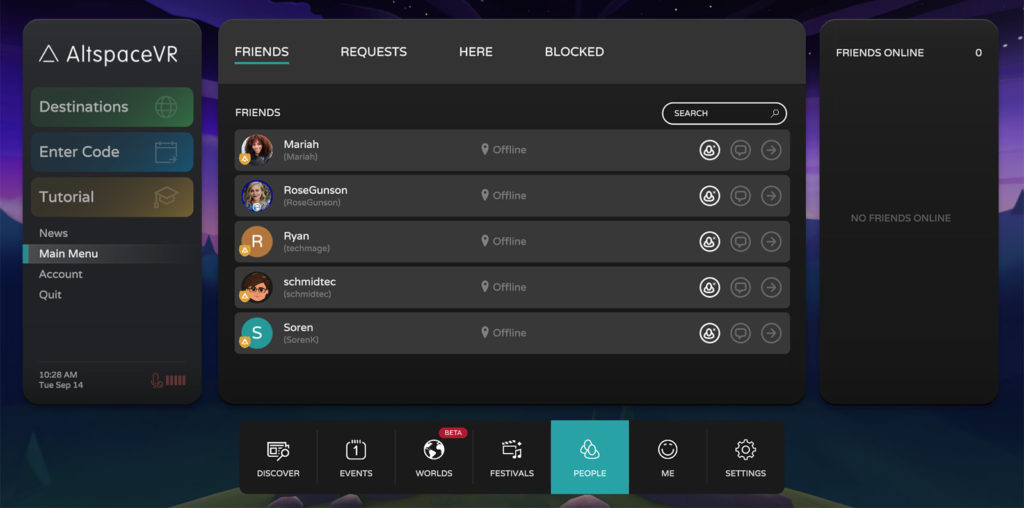 AltspaceVR
Destinations
Enter Code
Tutorial
News
Main Menu
Account
Quit
10:28 AM
Tue Sep 14
FRIENDS REQUESTS HERE BLOCKED
FRIENDS SEARCH
Mariah
(Mariah)
Offline
RoseGunson
(RoseGunson)
Offline
R
Ryan
(techmage)
Offline
schmidtec
(schmidtec)
Offline
S
Soren
(SorenK)
Offline
FRIENDS ONLINE 0
NO FRIENDS ONLINE
BETA
1
DISCOVER EVENTS WORLDS FESTIVALS PEOPLE ME SETTINGS